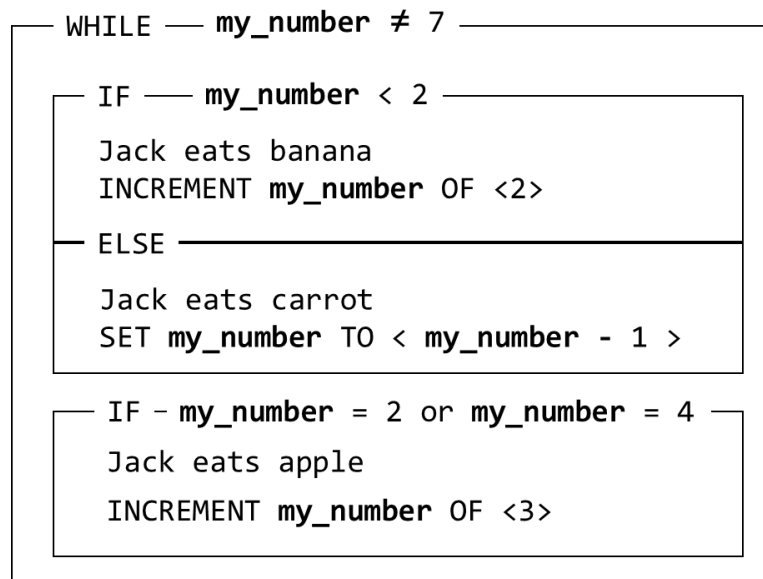 WHILE my_number ≠ 7
IF my_number < 2
Jack eats banana
INCREMENT my_number OF <2>
ELSE
Jack eats carrot
SET my_number TO < my_number - 1 >
IF my_number = 2 or my_number = 4
Jack eats apple
INCREMENT my_number OF <3>